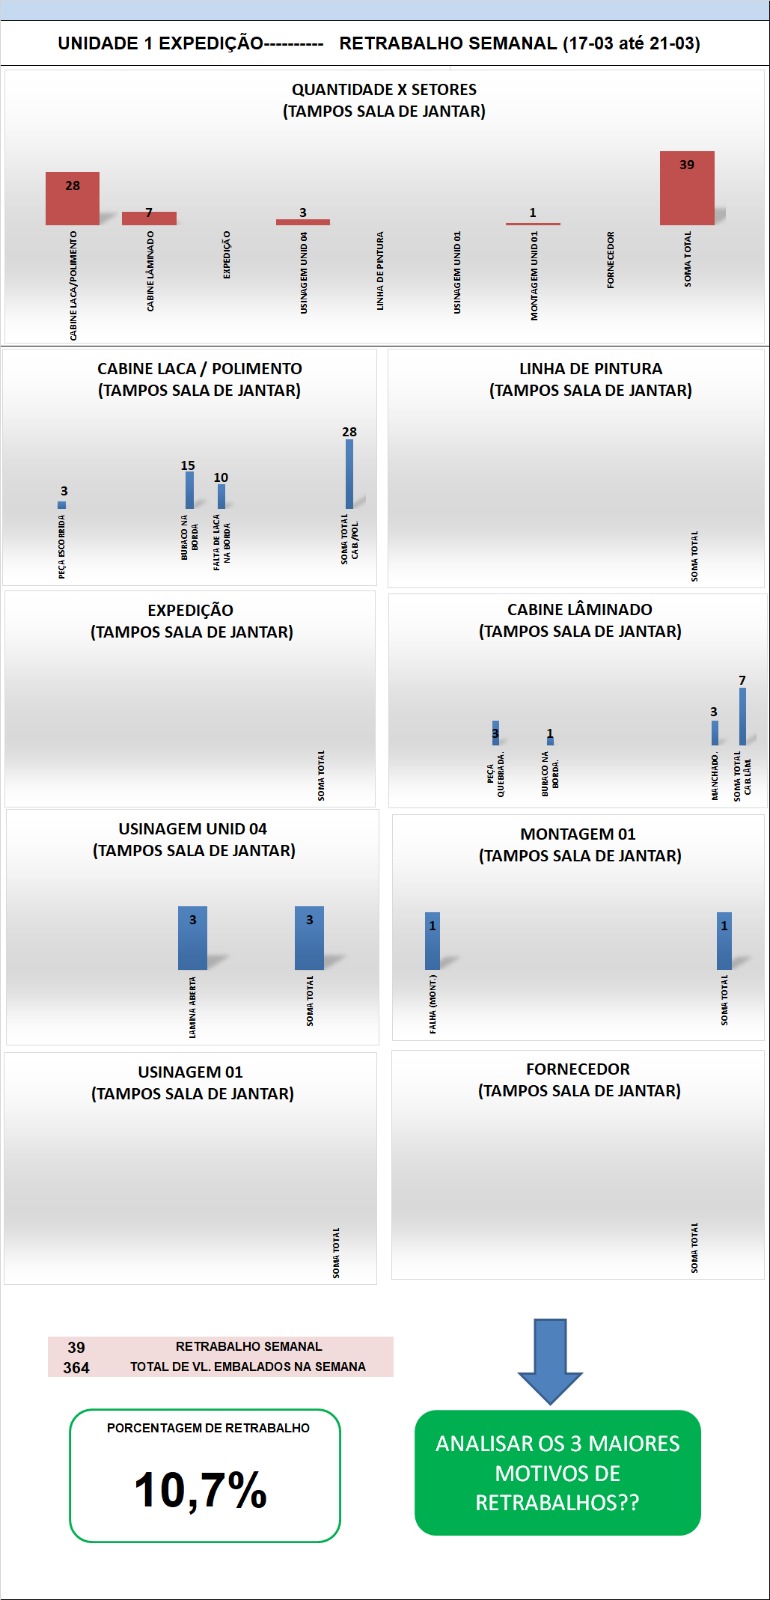 UNIDADE 1 EXPEDIÇÃO---------- RETRABALHO SEMANAL (17-03 até 21-03)
QUANTIDADE X SETORES
(TAMPOS SALA DE JANTAR)
28
7
3
1
39
CABINE LACA/POLIMENTO
CABINE LÂMINADO
EXPEDIÇÃO
USINAGEM UNID 04
LINHA DE PINTURA
USINAGEM UNID 01
MONTAGEM UNID 01
FORNECEDOR
SOMA TOTAL
CABINE LACA / POLIMENTO
(TAMPOS SALA DE JANTAR)
3
15
10
28
PEÇA ESCORRIDA
BURACO NA
BORDA
FALTA DE LACA
NA BORDA
SOMA TOTAL
CAB./POL.
LINHA DE PINTURA
(TAMPOS SALA DE JANTAR)
SOMA TOTAL
EXPEDIÇÃO
(TAMPOS SALA DE JANTAR)
SOMA TOTAL
CABINE LÂMINADO
(TAMPOS SALA DE JANTAR)
3
1
3
7
PEÇA
QUEBRADA.
BURACO NA
BORDA.
MANCHADO.
SOMA TOTAL
CAB. LÂM.
USINAGEM UNID 04
(TAMPOS SALA DE JANTAR)
3
3
LAMINA ABERTA
SOMA TOTAL
MONTAGEM 01
(TAMPOS SALA DE JANTAR)
1
1
FALHA (MONT.)
SOMA TOTAL
USINAGEM 01
(TAMPOS SALA DE JANTAR)
SOMA TOTAL
FORNECEDOR
(TAMPOS SALA DE JANTAR)
SOMA TOTAL
39 RETRABALHO SEMANAL
364 TOTAL DE VL. EMBALADOS NA SEMANA
PORCENTAGEM DE RETRABALHO
10,7%
ANALISAR OS 3 MAIORES
MOTIVOS DE
RETRABALHOS??